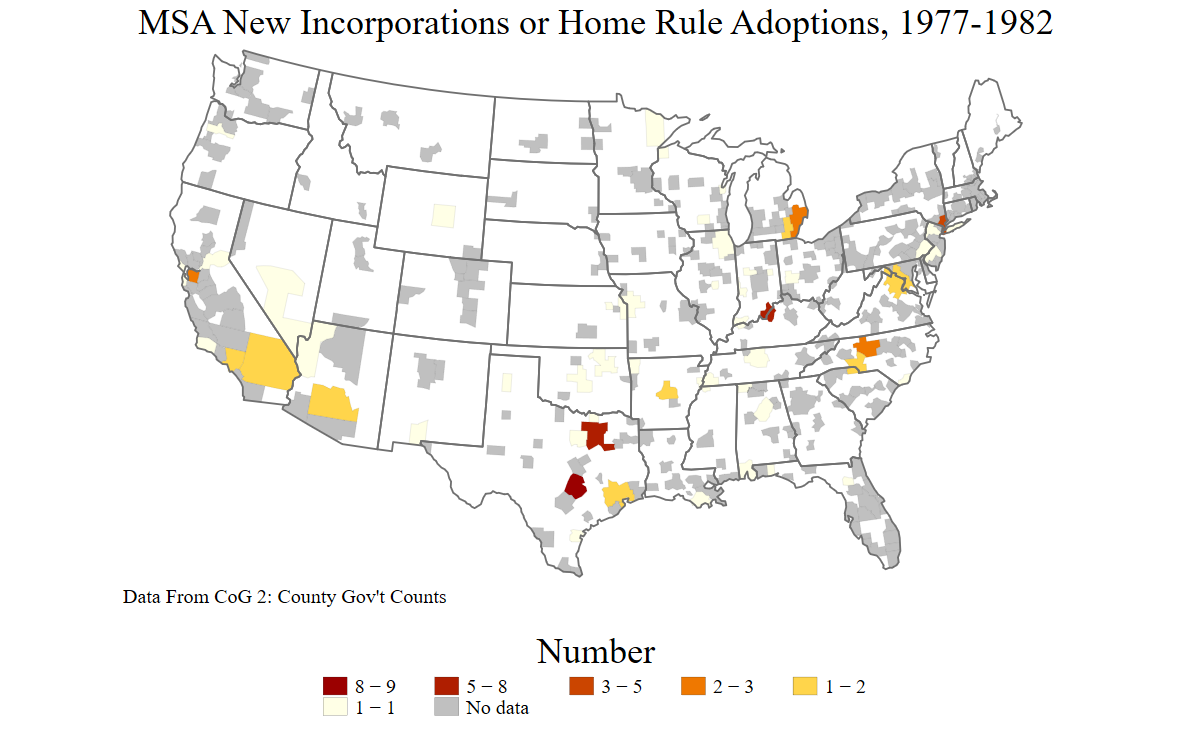 MSA New Incorporations or Home Rule Adoptions, 1977-1982
Data From CoG 2: County Gov't Counts
Number
8 – 9 5 – 8 3 – 5 2 – 3 1 – 2
1 – 1 No data